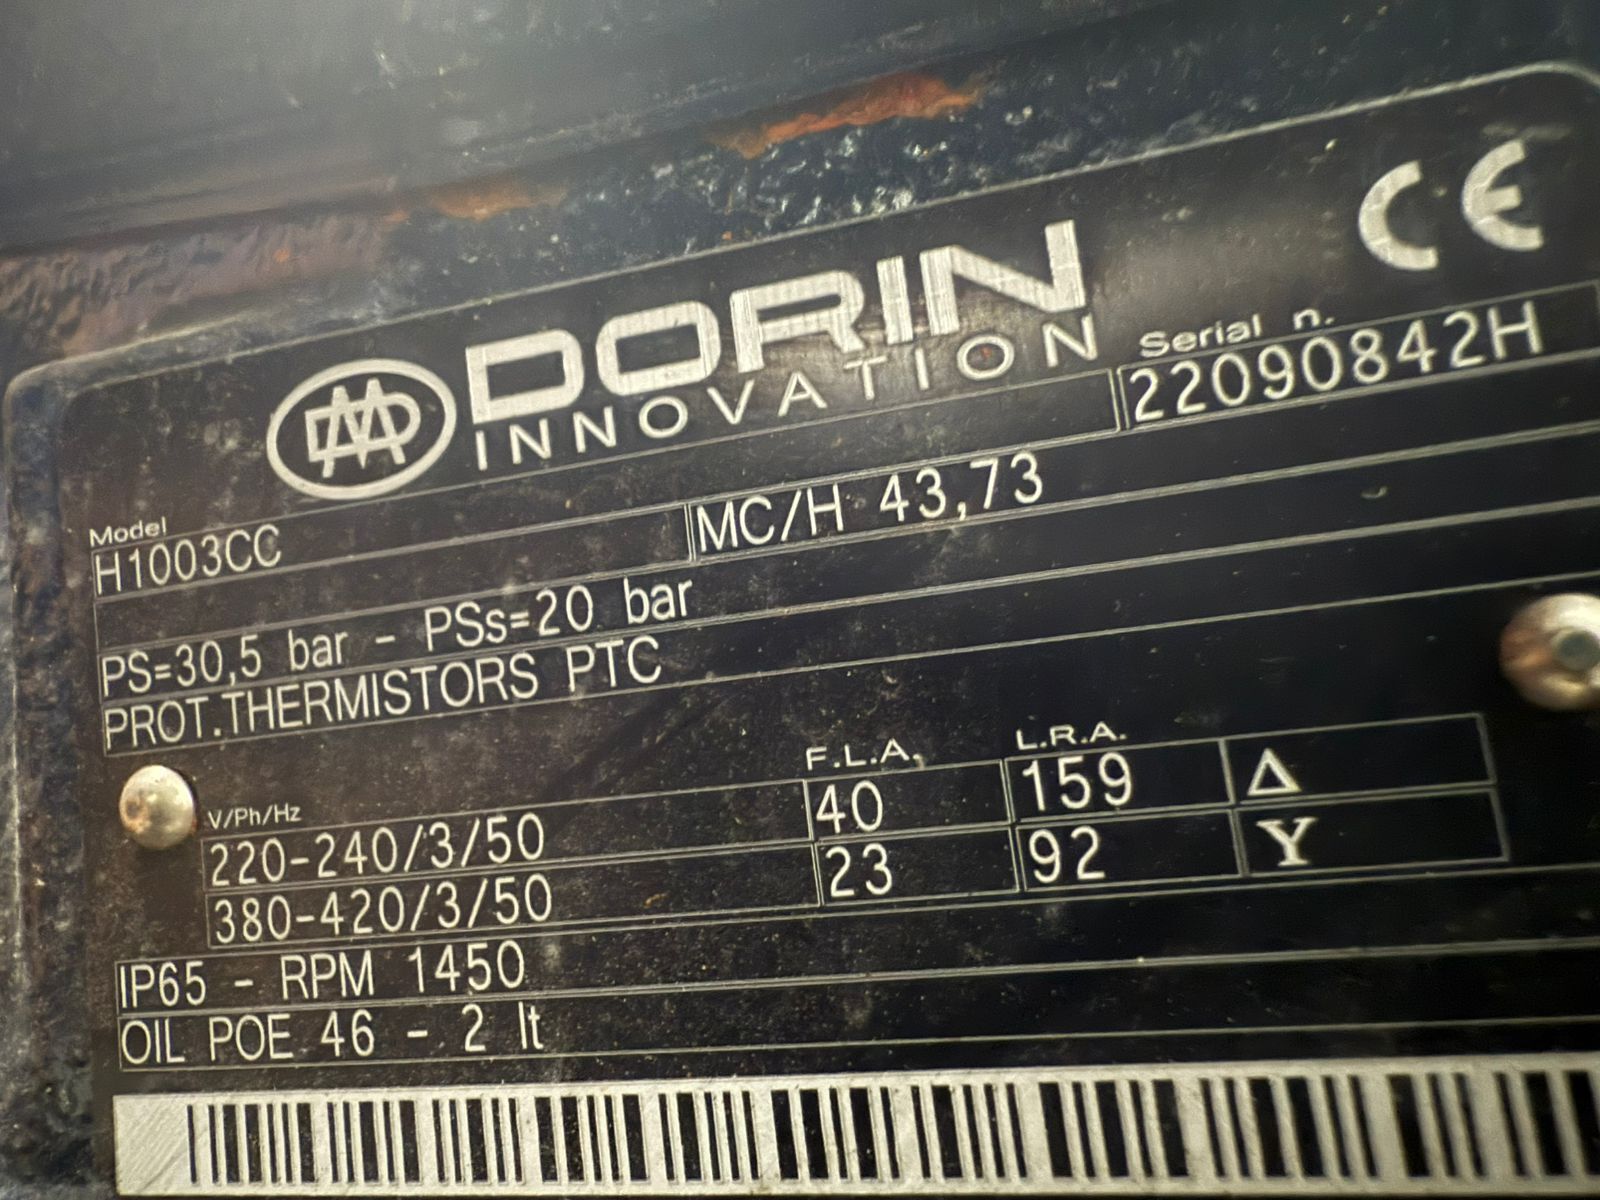 CE
DORIN
INNOVATION
Serial n.
22090842H
Model
H1003CC
MC/H 43,73
PS=30,5 bar - PSs=20 bar
PROT.THERMISTORS PTC
F.L.A. L.R.A.
V/Ph/Hz
220-240/3/50 40 159 Δ
380-420/3/50 23 92 Y
IP65 - RPM 1450
OIL POE 46 - 2 lt